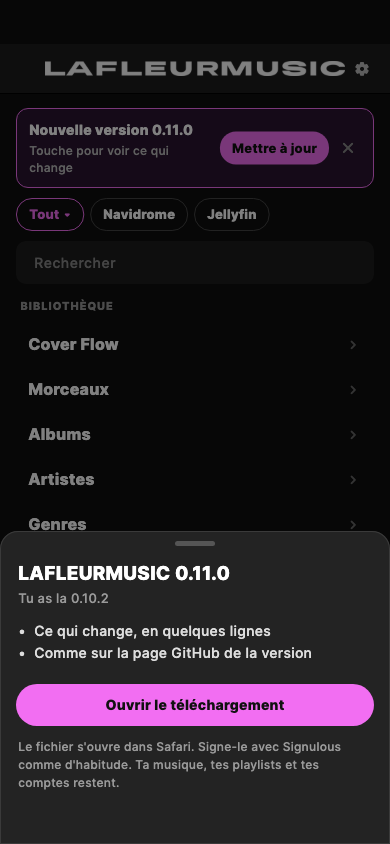 LAFLEURMUSIC
Nouvelle version 0.11.0
Touche pour voir ce qui
change
Mettre à jour
Tout
Navidrome
Jellyfin
Rechercher
BIBLIOTHÈQUE
Cover Flow
Morceaux
Albums
Artistes
Genres
LAFLEURMUSIC 0.11.0
Tu as la 0.10.2
• Ce qui change, en quelques lignes
• Comme sur la page GitHub de la version
Ouvrir le téléchargement
Le fichier s'ouvre dans Safari. Signe-le avec Signulous
comme d'habitude. Ta musique, tes playlists et tes
comptes restent.